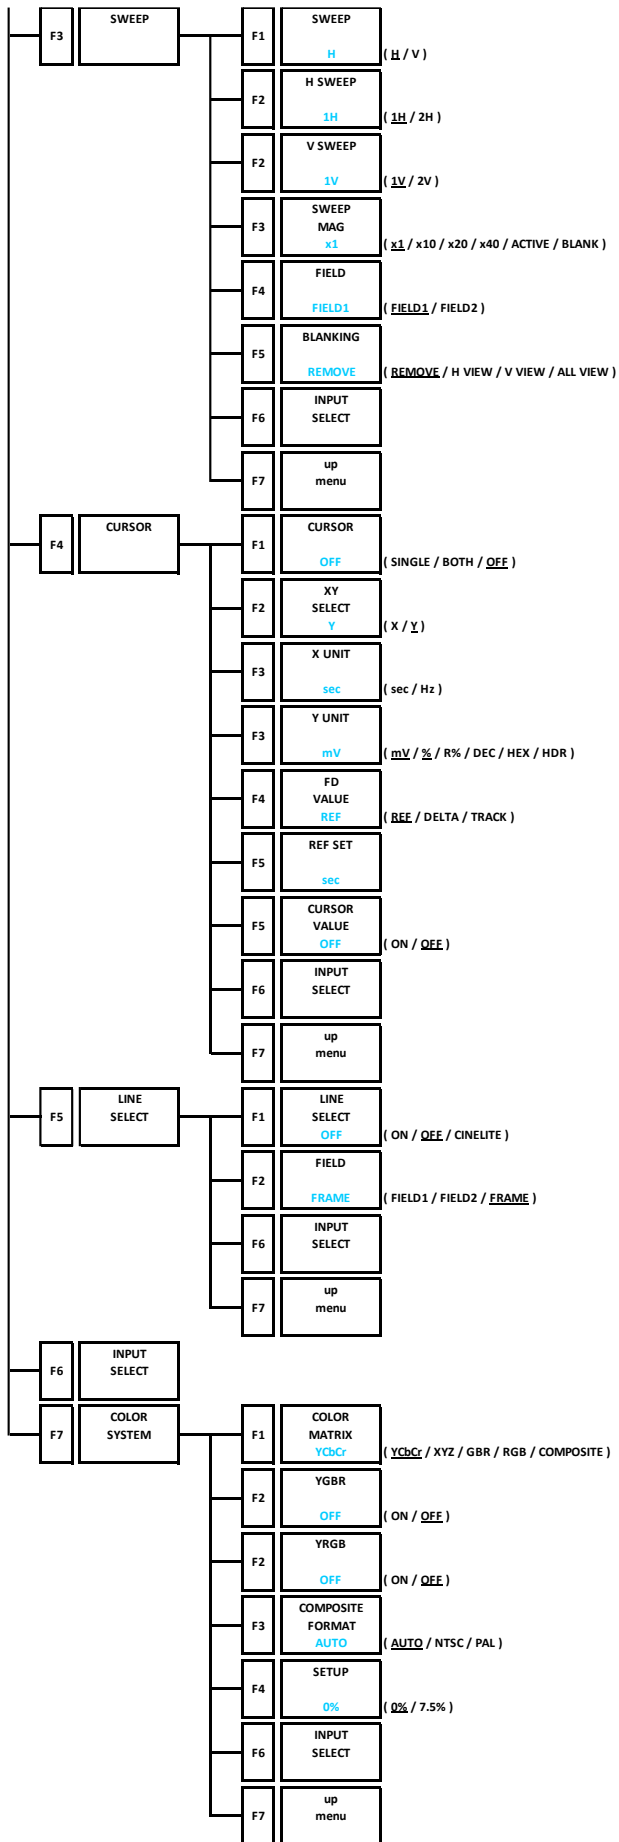 F3
SWEEP
F1
SWEEP
H
( H / V )
F2
H SWEEP
1H
( 1H / 2H )
F2
V SWEEP
1V
( 1V / 2V )
F3
SWEEP
MAG
x1
( x1 / x10 / x20 / x40 / ACTIVE / BLANK )
F4
FIELD
FIELD1
( FIELD1 / FIELD2 )
F5
BLANKING
REMOVE
( REMOVE / H VIEW / V VIEW / ALL VIEW )
F6
INPUT
SELECT
F7
up
menu
F4
CURSOR
F1
CURSOR
OFF
( SINGLE / BOTH / OFF )
F2
XY
SELECT
Y
( X / Y )
F3
X UNIT
sec
( sec / Hz )
F3
Y UNIT
mV
( mV / % / R% / DEC / HEX / HDR )
F4
FD
VALUE
REF
( REF / DELTA / TRACK )
F5
REF SET
sec
F5
CURSOR
VALUE
OFF
( ON / OFF )
F6
INPUT
SELECT
F7
up
menu
F5
LINE
SELECT
F1
LINE
SELECT
OFF
( ON / OFF / CINELITE )
F2
FIELD
FRAME
( FIELD1 / FIELD2 / FRAME )
F6
INPUT
SELECT
F7
up
menu
F6
INPUT
SELECT
F7
COLOR
SYSTEM
F1
COLOR
MATRIX
YCbCr
( YCbCr / XYZ / GBR / RGB / COMPOSITE )
F2
YGBR
OFF
( ON / OFF )
F2
YRGB
OFF
( ON / OFF )
F3
COMPOSITE
FORMAT
AUTO
( AUTO / NTSC / PAL )
F4
SETUP
0%
( 0% / 7.5% )
F6
INPUT
SELECT
F7
up
menu